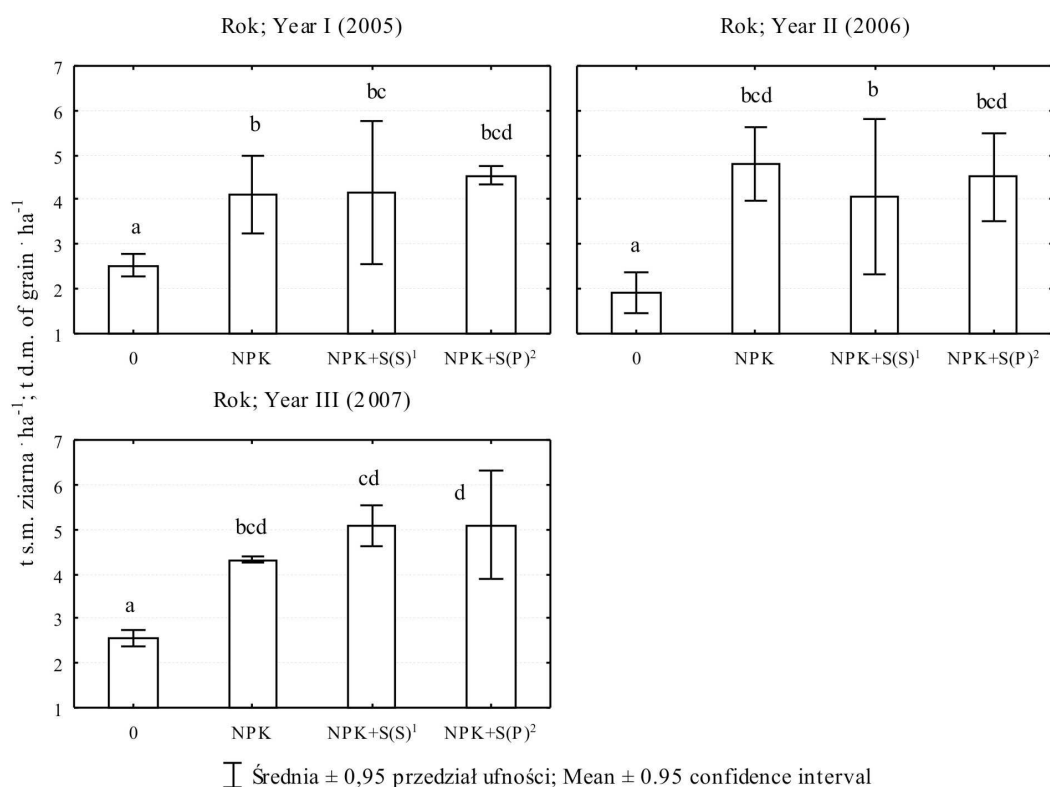 Rok; Year I (2005)
Rok; Year II (2006)
t s.m. ziarna · ha⁻¹; t d.m. of grain · ha⁻¹
7
6
5
4
3
2
1
a
b
bc
bcd
0
NPK
NPK+S(S)¹
NPK+S(P)²
a
bcd
b
bcd
0
NPK
NPK+S(S)¹
NPK+S(P)²
Rok; Year III (2007)
7
6
5
4
3
2
1
a
bcd
cd
d
0
NPK
NPK+S(S)¹
NPK+S(P)²
Średnia ± 0,95 przedział ufności; Mean ± 0.95 confidence interval